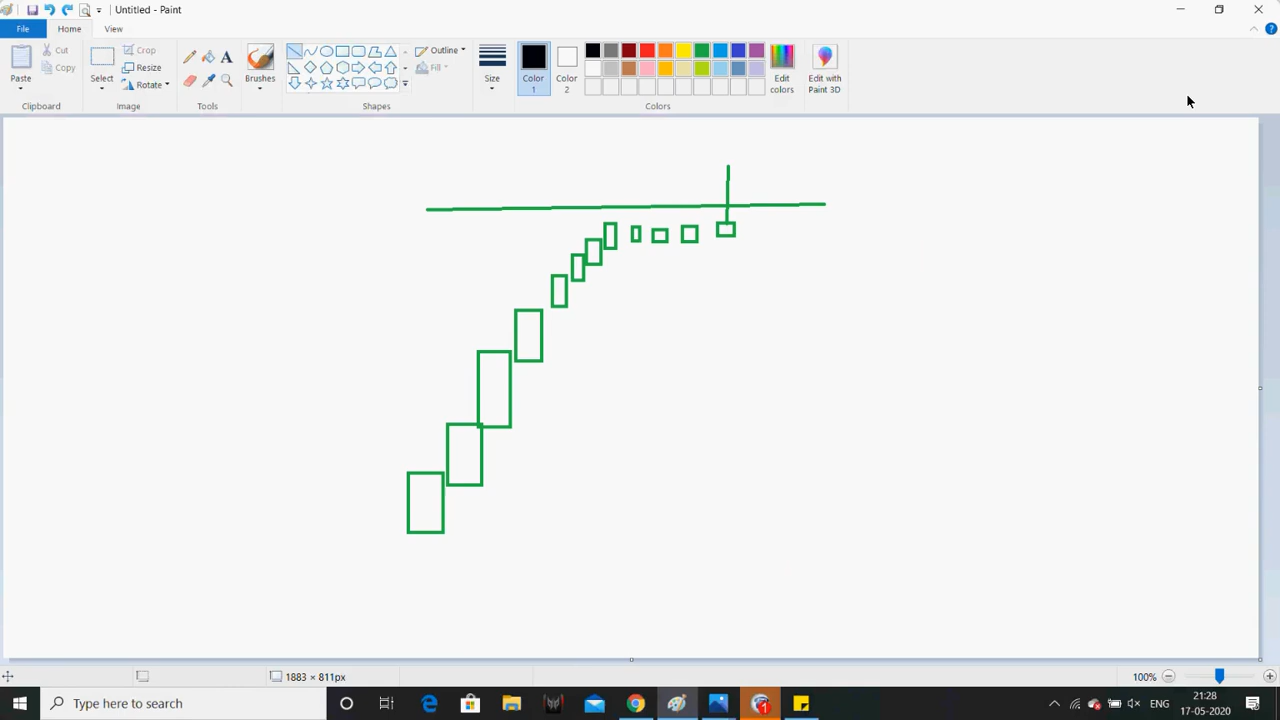 Untitled - Paint
File
Home
View
Paste
Cut
Copy
Clipboard
Select
Crop
Resize
Rotate
Image
Tools
Brushes
Shapes
Outline
Fill
Size
Color
1
Color
2
Colors
Edit
colors
Edit with
Paint 3D
1883 × 811px
100%
Type here to search
1
ENG
21:28
17-05-2020